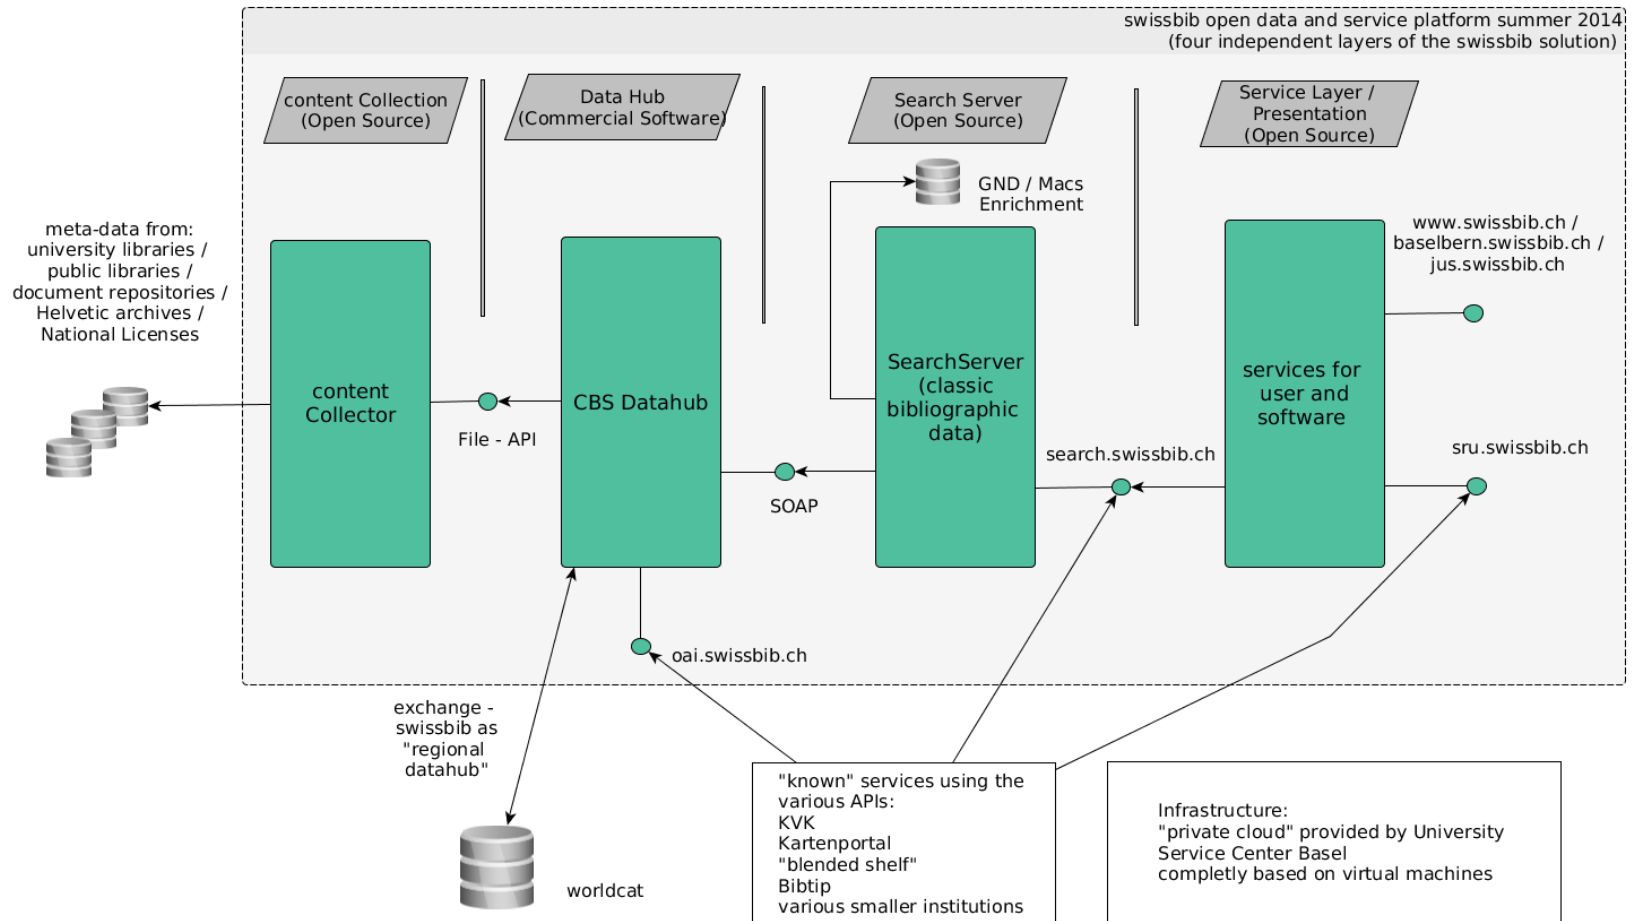 swissbib open data and service platform summer 2014
(four independent layers of the swissbib solution)
content Collection
(Open Source)
Data Hub
(Commercial Software)
Search Server
(Open Source)
Service Layer /
Presentation
(Open Source)
GND / Macs
Enrichment
meta-data from:
university libraries /
public libraries /
document repositories /
Helvetic archives /
National Licenses
www.swissbib.ch /
baselbern.swissbib.ch /
jus.swissbib.ch
content
Collector
File - API
CBS Datahub
SOAP
SearchServer
(classic
bibliographic
data)
search.swissbib.ch
services for
user and
software
sru.swissbib.ch
oai.swissbib.ch
exchange -
swissbib as
"regional
datahub"
worldcat
"known" services using the
various APIs:
KVK
Kartenportal
"blended shelf"
Bibtip
various smaller institutions
Infrastructure:
"private cloud" provided by University
Service Center Basel
completly based on virtual machines